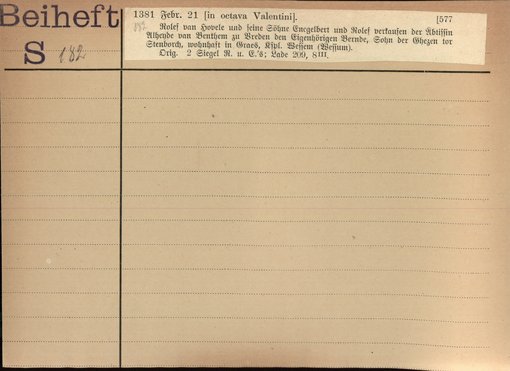 Beiheft
S 182
1381 Febr. 21 [in octava Valentini]. [577
Rolef van Hovele und seine Söhne Engelbert und Rolef verkaufen der Äbtissin
Alheyde van Benthem zu Vreden den Eigenhörigen Bernde, Sohn der Ghezen tor
Stenborch, wohnhaft in Graes, Kspl. Wessem (Wessum).
Orig. 2 Siegel R. u. E.'s; Lade 209, 8III.